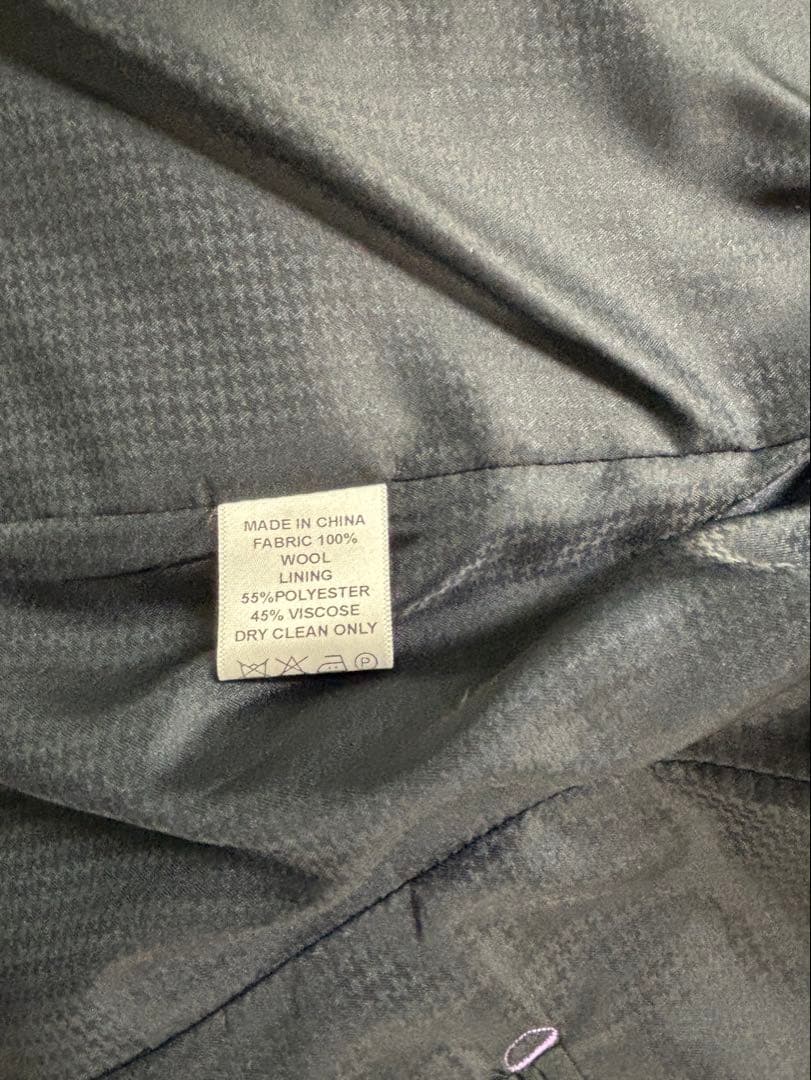 MADE IN CHINA
FABRIC 100%
WOOL
LINING
55%POLYESTER
45% VISCOSE
DRY CLEAN ONLY
P